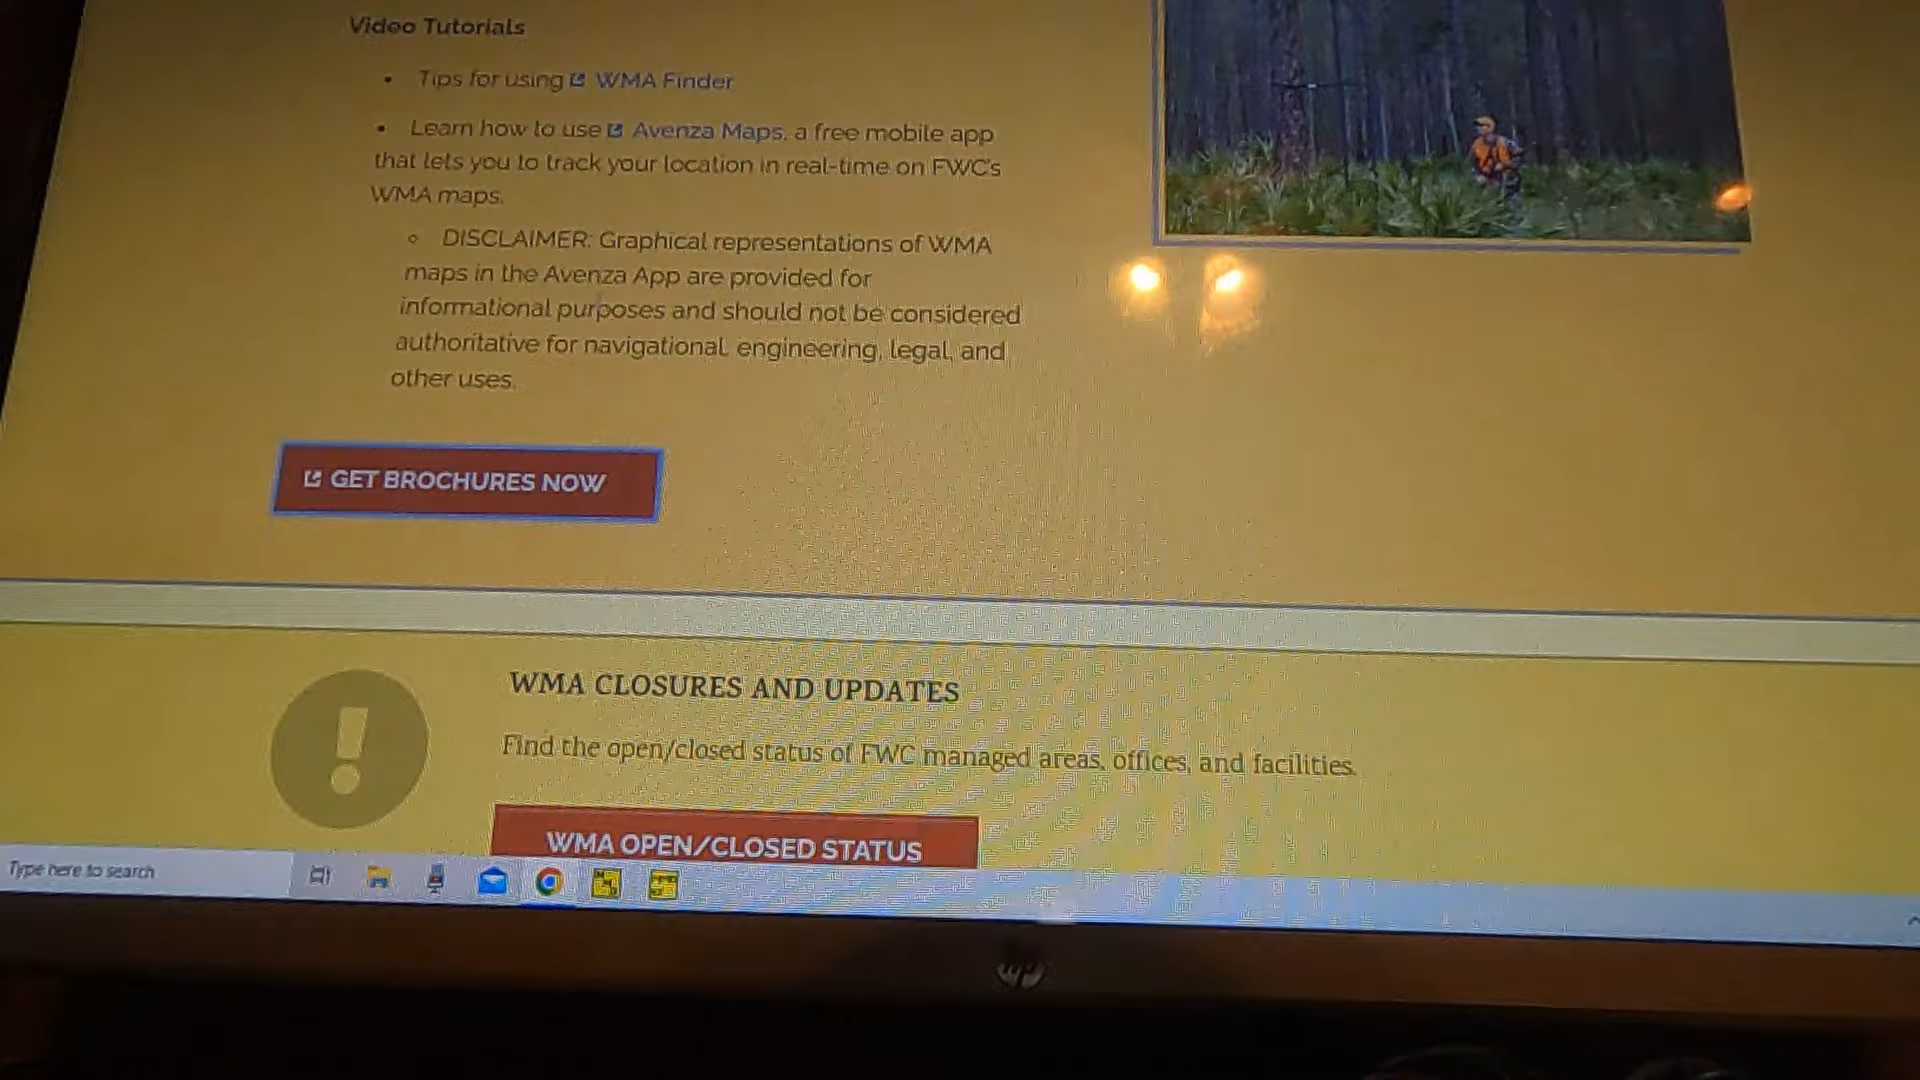 Video Tutorials
Tips for using WMA Finder
Learn how to use Avenza Maps, a free mobile app
that lets you to track your location in real-time on FWC's
WMA maps.
DISCLAIMER: Graphical representations of WMA
maps in the Avenza App are provided for
informational purposes and should not be considered
authoritative for navigational, engineering, legal, and
other uses.
GET BROCHURES NOW
WMA CLOSURES AND UPDATES
Find the open/closed status of FWC managed areas, offices, and facilities.
WMA OPEN/CLOSED STATUS
Type here to search
hp